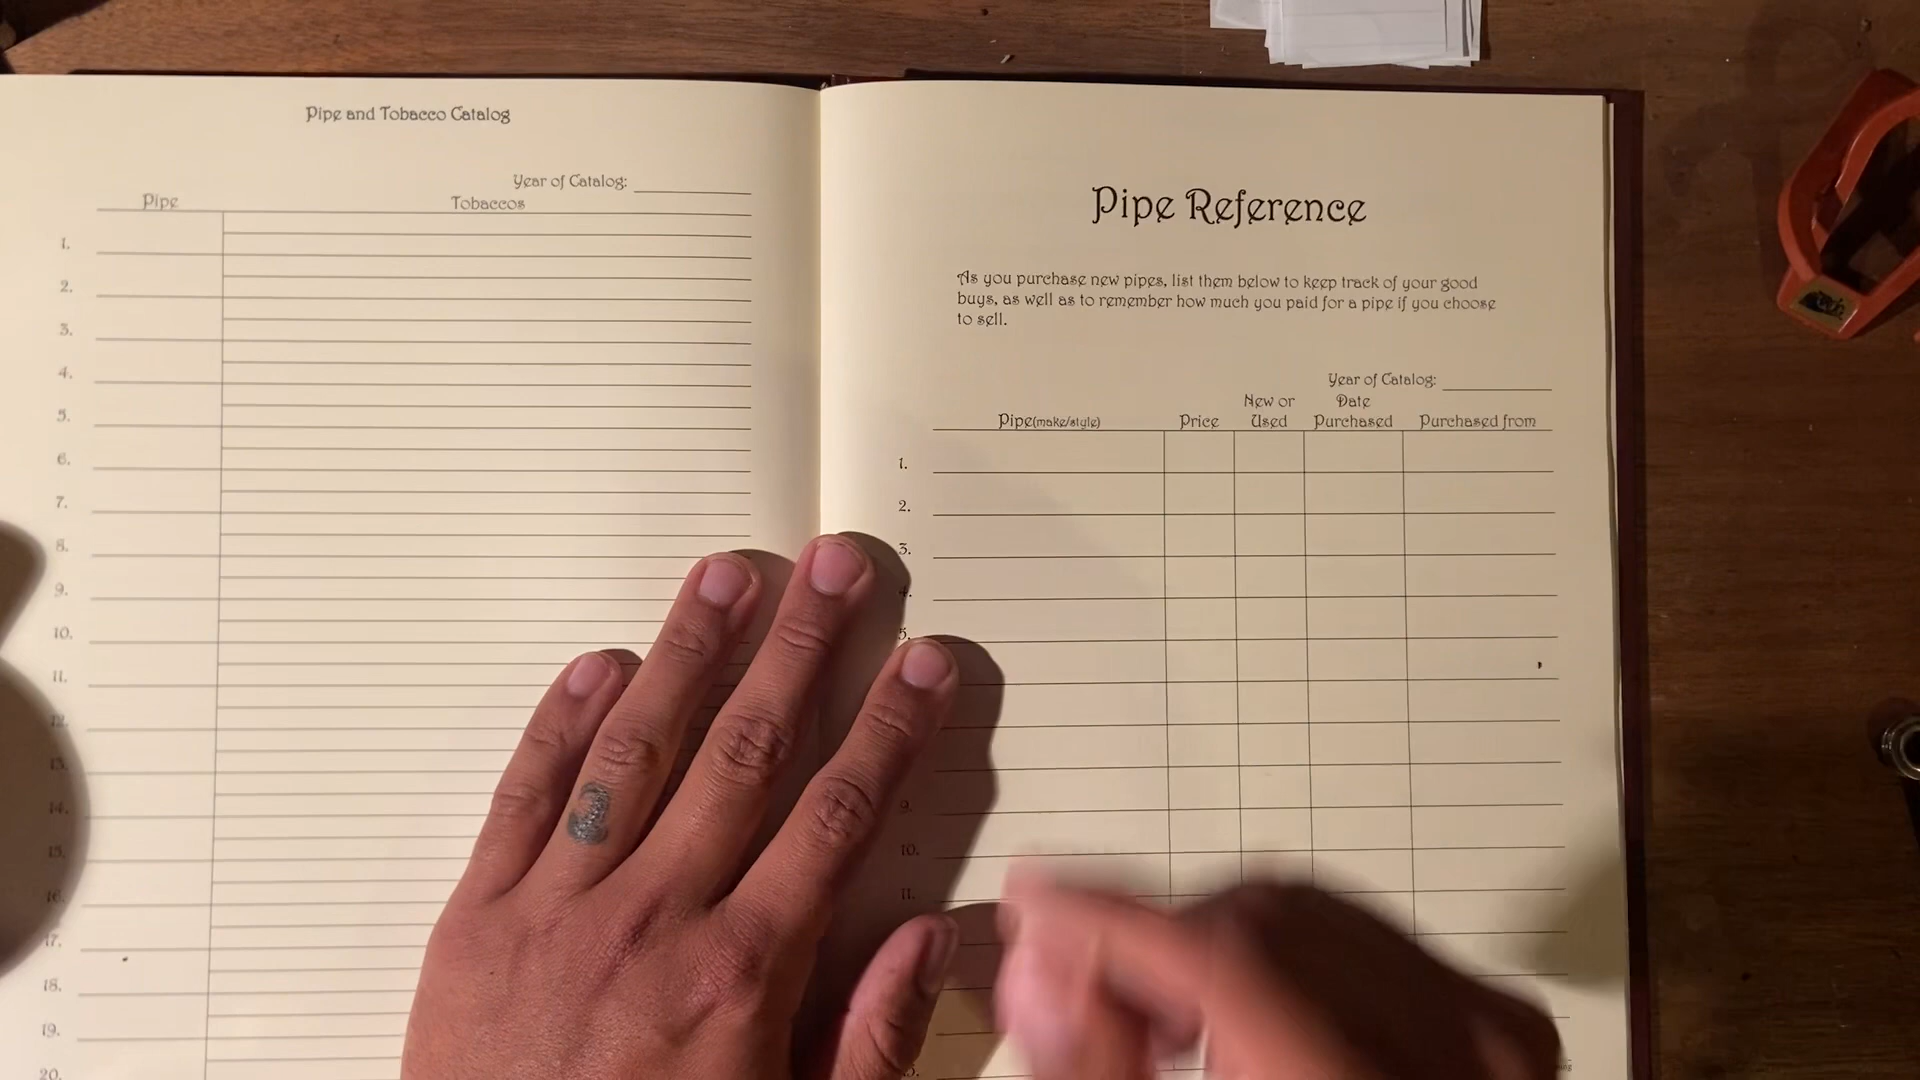 Pipe and Tobacco Catalog
Year of Catalog:
Pipe
Tobaccos
1.
2.
3.
4.
5.
6.
7.
8.
9.
10.
11.
12.
13.
14.
15.
16.
17.
18.
19.
20.
Pipe Reference
As you purchase new pipes, list them below to keep track of your good
buys, as well as to remember how much you paid for a pipe if you choose
to sell.
Year of Catalog:
Pipe(make/style)
Price
New or
Used
Date
Purchased
Purchased from
1.
2.
3.
4.
5.
9.
10.
11.